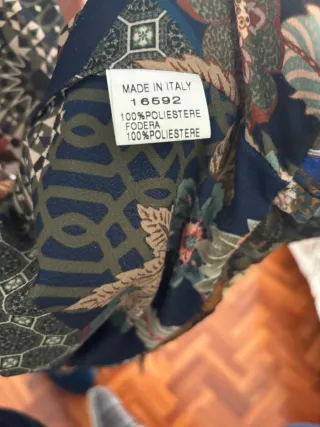 MADE IN ITALY
16592
100%POLIESTERE
FODERA
100%POLIESTERE